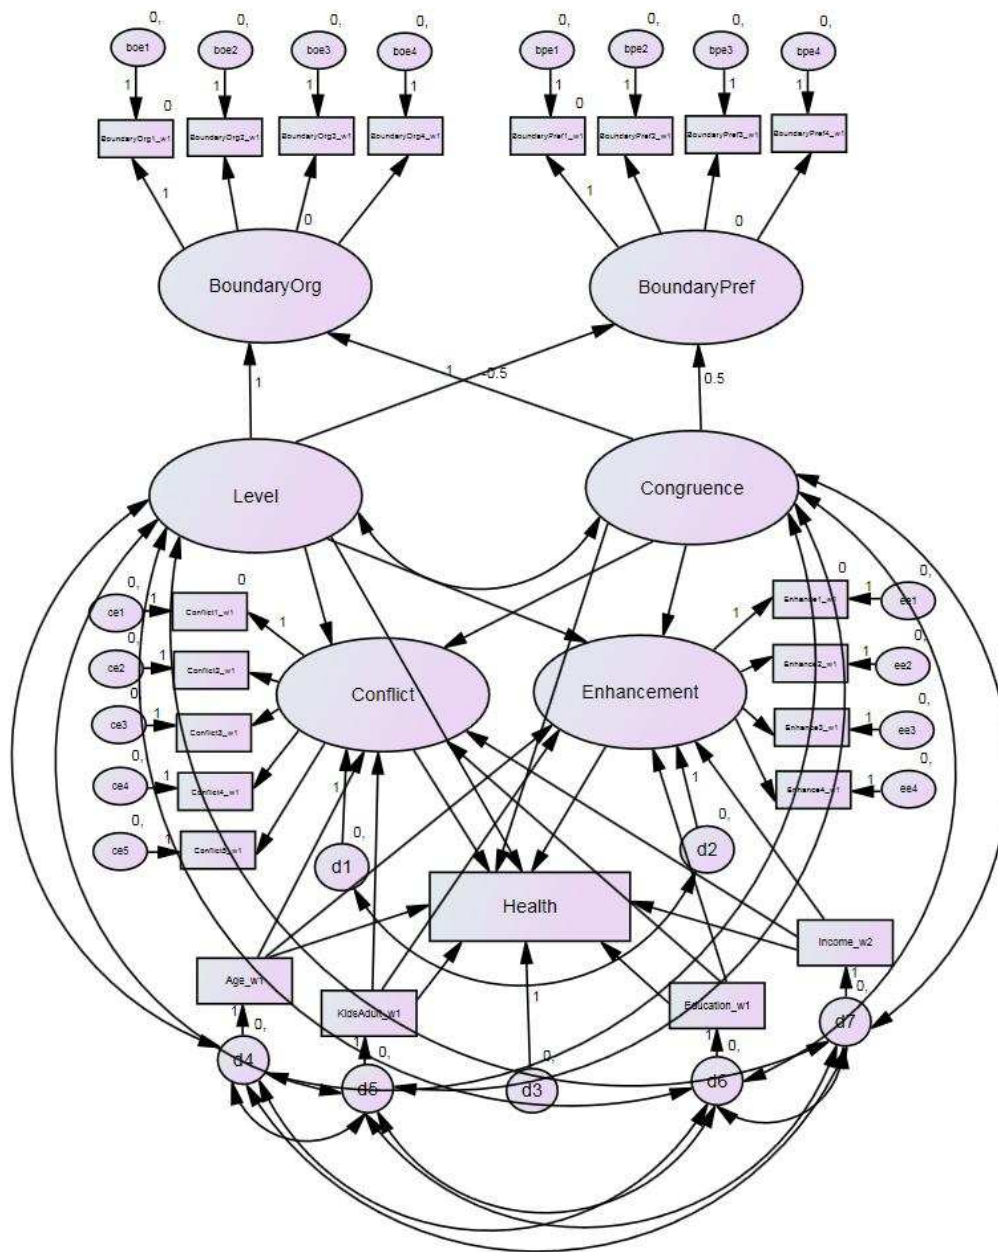 0, 0, 0, 0, 0, 0, 0, 0,
boe1 boe2 boe3 boe4 bpe1 bpe2 bpe3 bpe4
1 0 1 1 1 1 0 1 1 1
BoundaryOrg1_w1 BoundaryOrg2_w1 BoundaryOrg3_w1 BoundaryOrg4_w1 BoundaryPref1_w1 BoundaryPref2_w1 BoundaryPref3_w1 BoundaryPref4_w1
1 0 1 0
BoundaryOrg BoundaryPref
1 1 -0.5 0.5
Level Congruence
0, 0 0 0,
ce1 1 Conflict1_w1 1 1 Enhance1_w1 1 ee1
0, 0,
ce2 1 Conflict2_w1 Enhance2_w1 1 ee2
Conflict Enhancement
0, 0,
ce3 1 Conflict3_w1 Enhance3_w1 1 ee3
0, 0,
ce4 1 Conflict4_w1 1 1 Enhance4_w1 1 ee4
0, 0, 0,
ce5 1 Conflict5_w1 d1 d2
Health
Income_w2
Age_w1 1 1 0,
KidsAdult_w1 Education_w1
1 0, 1 0, 0, 1 0, d7
d4 d5 d3 d6